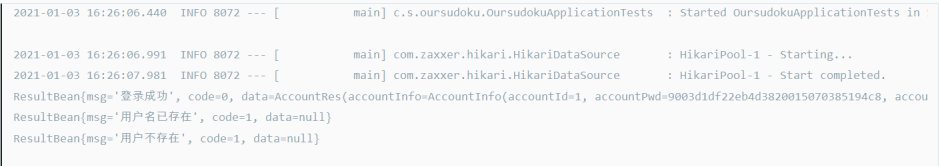 2021-01-03 16:26:06.440  INFO 8072 --- [           main] c.s.oursudoku.OursudokuApplicationTests  : Started OursudokuApplicationTests in
2021-01-03 16:26:06.991  INFO 8072 --- [           main] com.zaxxer.hikari.HikariDataSource       : HikariPool-1 - Starting...
2021-01-03 16:26:07.981  INFO 8072 --- [           main] com.zaxxer.hikari.HikariDataSource       : HikariPool-1 - Start completed.
ResultBean{msg='登录成功', code=0, data=AccountRes(accountInfo=AccountInfo(accountId=1, accountPwd=9003d1df22eb4d3820015070385194c8, accou
ResultBean{msg='用户名已存在', code=1, data=null}
ResultBean{msg='用户不存在', code=1, data=null}